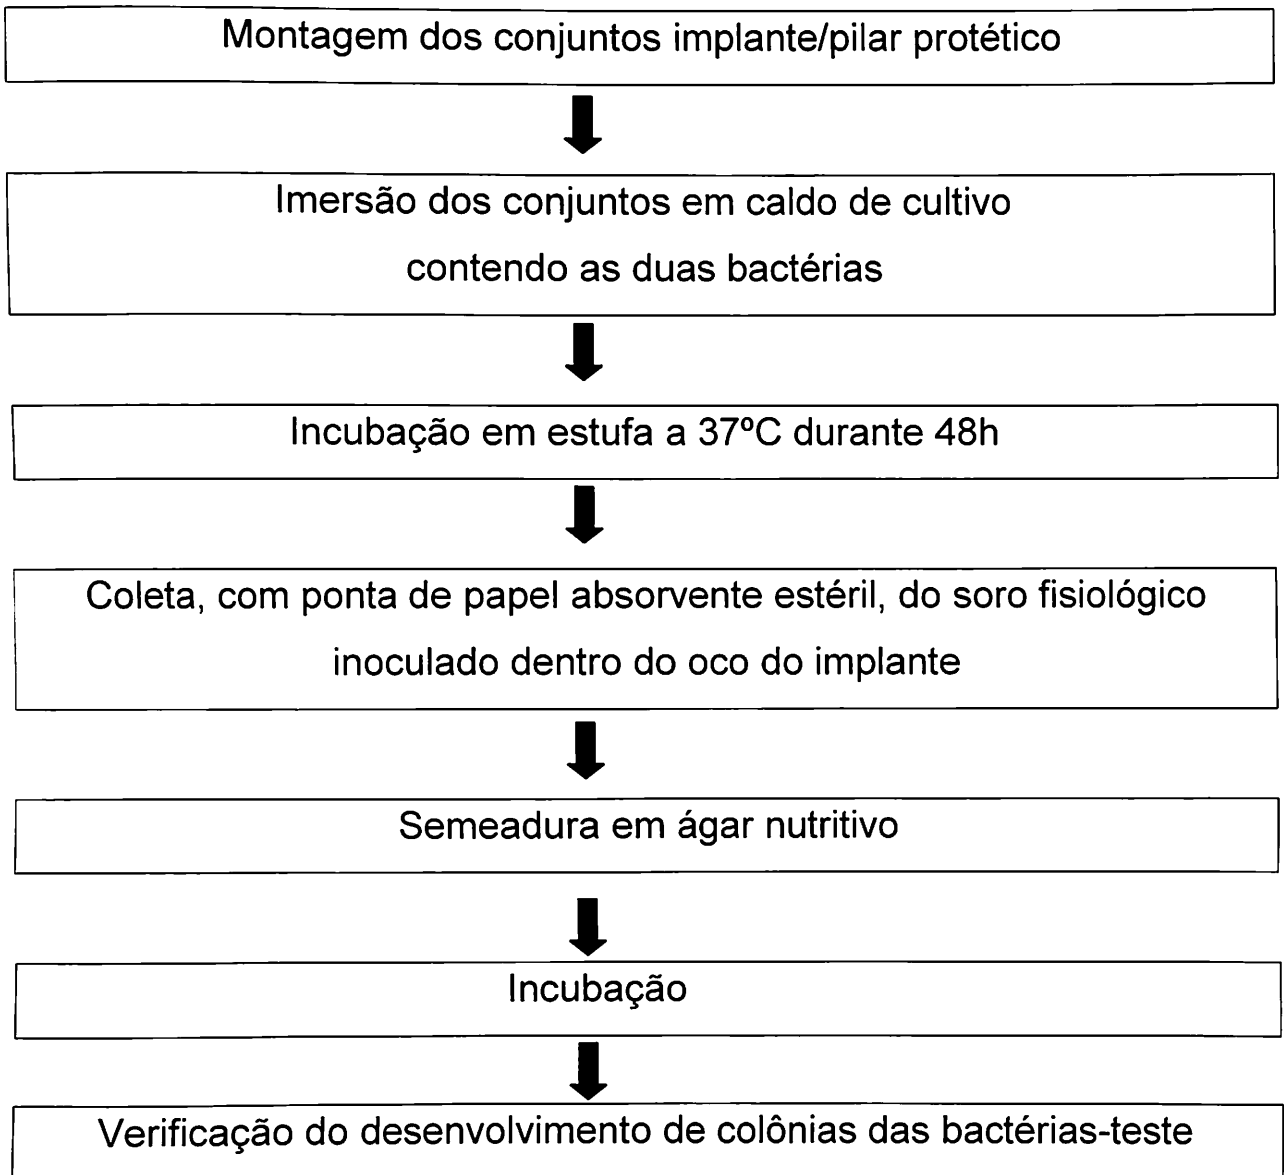 Montagem dos conjuntos implante/pilar protético
Imersão dos conjuntos em caldo de cultivo
contendo as duas bactérias
Incubação em estufa a 37ºC durante 48h
Coleta, com ponta de papel absorvente estéril, do soro fisiológico
inoculado dentro do oco do implante
Semeadura em ágar nutritivo
Incubação
Verificação do desenvolvimento de colônias das bactérias-teste